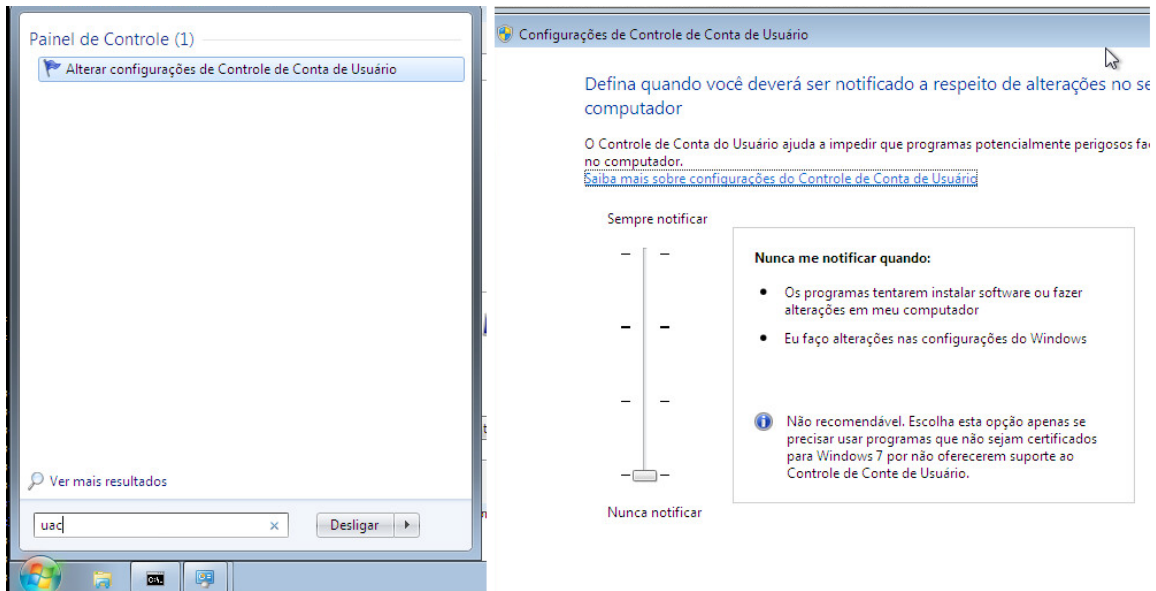 Painel de Controle (1)
Alterar configurações de Controle de Conta de Usuário
Ver mais resultados
uac
Desligar
Configurações de Controle de Conta de Usuário
Defina quando você deverá ser notificado a respeito de alterações no se
computador
O Controle de Conta do Usuário ajuda a impedir que programas potencialmente perigosos fa
no computador.
Saiba mais sobre configurações do Controle de Conta de Usuário
Sempre notificar
Nunca me notificar quando:
• Os programas tentarem instalar software ou fazer
alterações em meu computador
• Eu faço alterações nas configurações do Windows
Não recomendável. Escolha esta opção apenas se
precisar usar programas que não sejam certificados
para Windows 7 por não oferecerem suporte ao
Controle de Conte de Usuário.
Nunca notificar